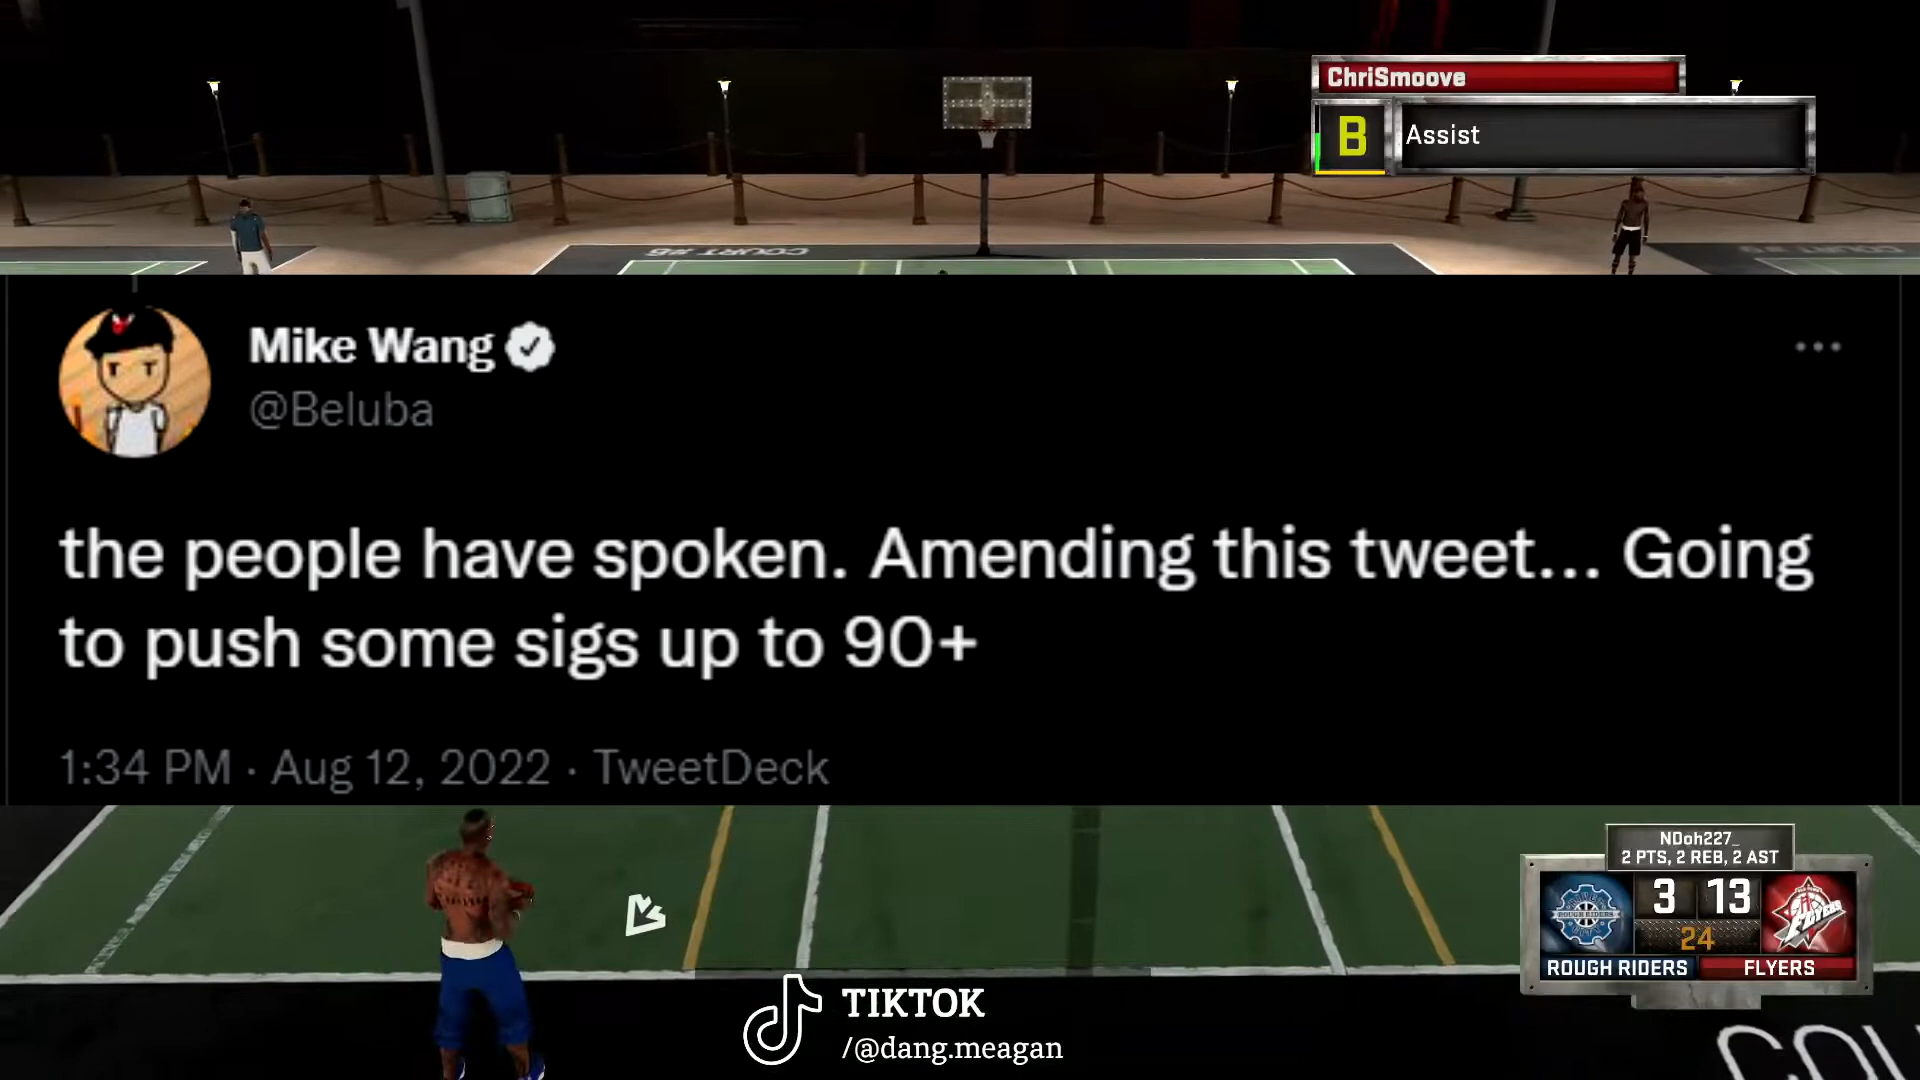 ChriSmoove
B Assist
COURT #6
Mike Wang
@Beluba
the people have spoken. Amending this tweet... Going
to push some sigs up to 90+
1:34 PM · Aug 12, 2022 · TweetDeck
NDoh227_
2 PTS, 2 REB, 2 AST
3 13
24
ROUGH RIDERS FLYERS
TIKTOK
/@dang.meagan